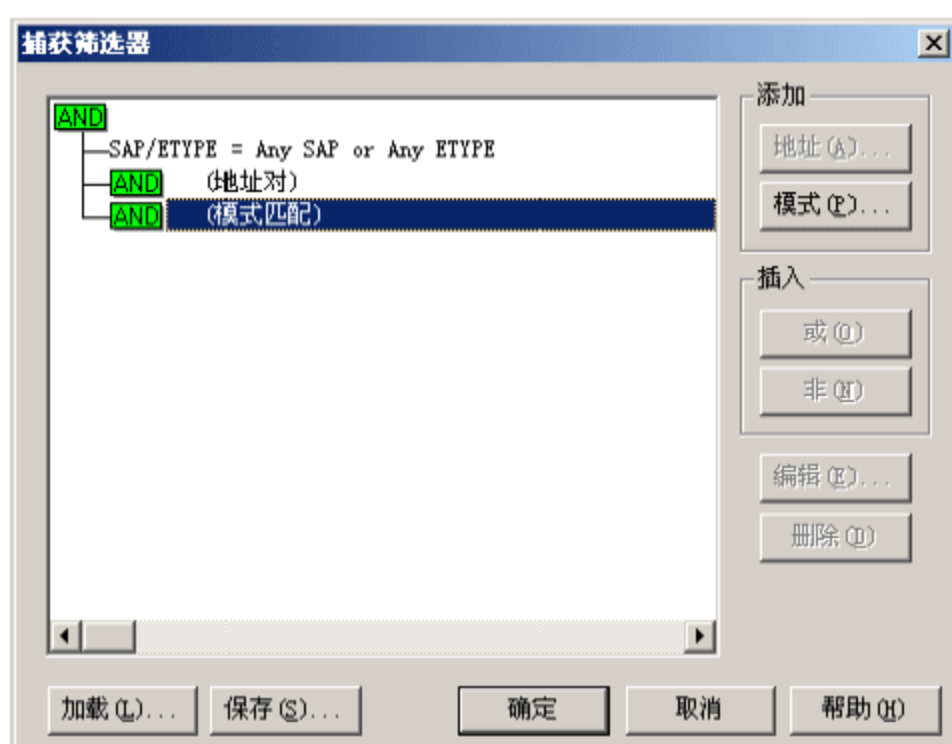 捕获筛选器
AND
SAP/ETYPE = Any SAP or Any ETYPE
AND (地址对)
AND (模式匹配)
添加
地址(A)...
模式(P)...
插入
或(O)
非(N)
编辑(E)...
删除(D)
加载(L)...
保存(S)...
确定
取消
帮助(H)